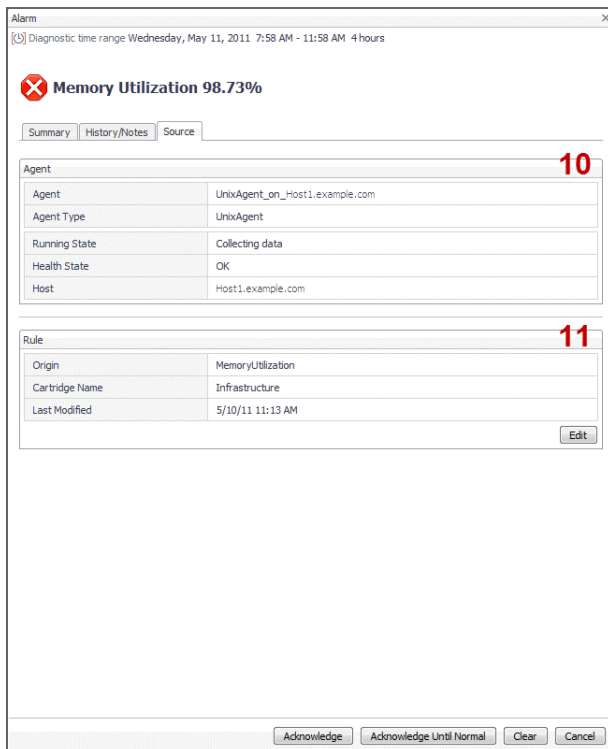 Alarm
Diagnostic time range Wednesday, May 11, 2011 7:58 AM - 11:58 AM 4 hours
Memory Utilization 98.73%
Summary History/Notes Source
Agent 10
Agent UnixAgent_on_Host1.example.com
Agent Type UnixAgent
Running State Collecting data
Health State OK
Host Host1.example.com
Rule 11
Origin MemoryUtilization
Cartridge Name Infrastructure
Last Modified 5/10/11 11:13 AM
Edit
Acknowledge Acknowledge Until Normal Clear Cancel